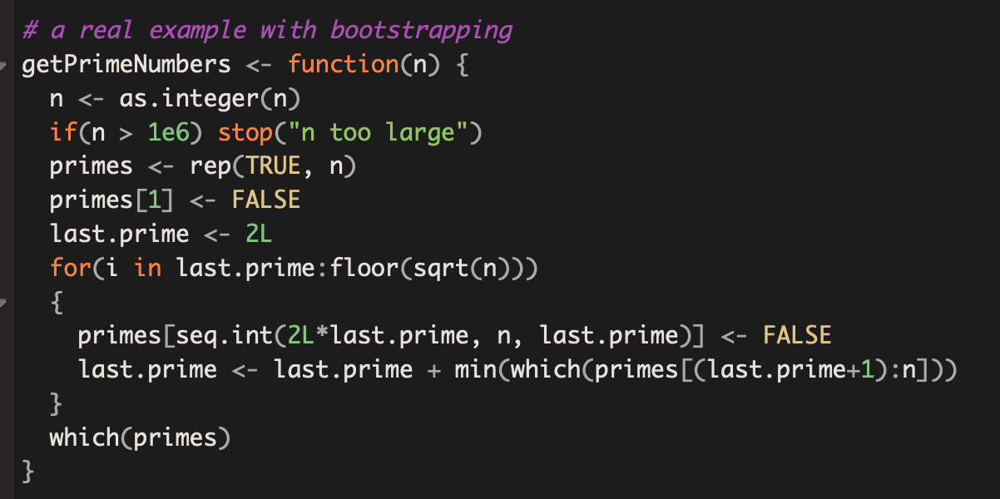 # a real example with bootstrapping
getPrimeNumbers <- function(n) {
  n <- as.integer(n)
  if(n > 1e6) stop("n too large")
  primes <- rep(TRUE, n)
  primes[1] <- FALSE
  last.prime <- 2L
  for(i in last.prime:floor(sqrt(n)))
  {
    primes[seq.int(2L*last.prime, n, last.prime)] <- FALSE
    last.prime <- last.prime + min(which(primes[(last.prime+1):n]))
  }
  which(primes)
}